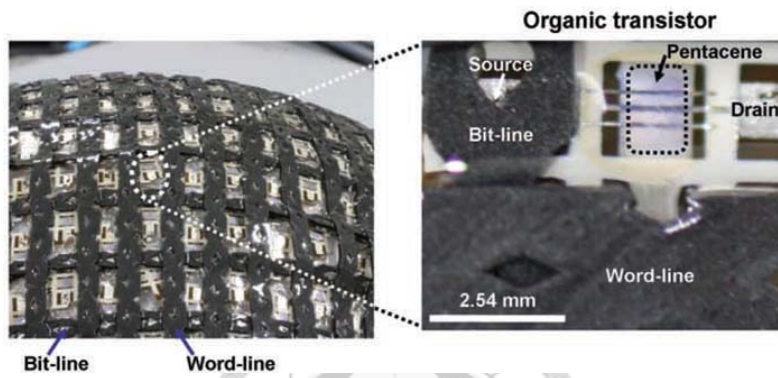 Organic transistor
Pentacene
Source
Drain
Bit-line
Word-line
2.54 mm
Bit-line
Word-line